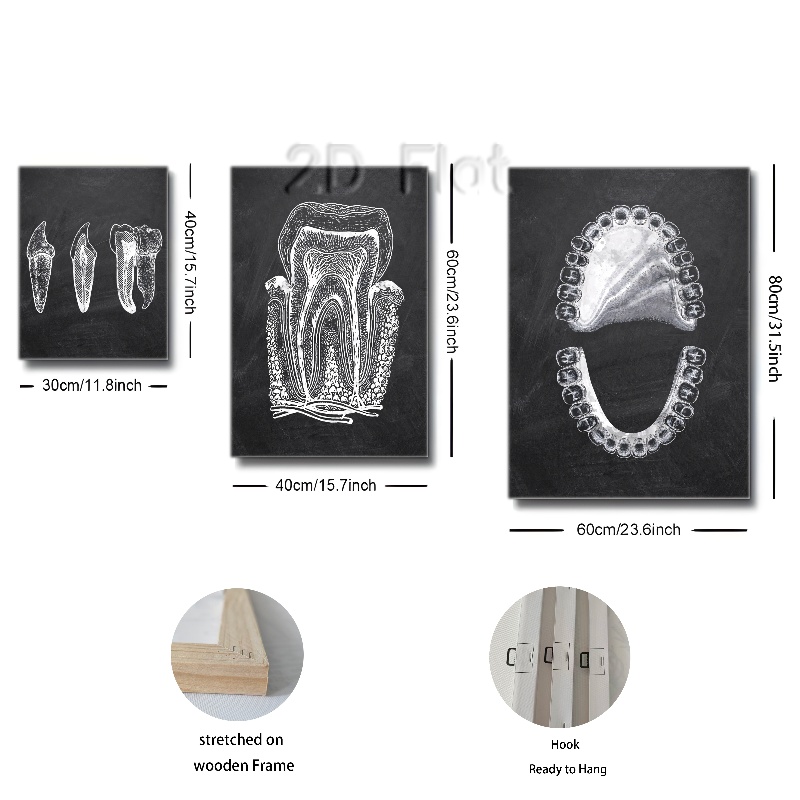 2D Flat
40cm/15.7inch
30cm/11.8inch
60cm/23.6inch
40cm/15.7inch
80cm/31.5inch
60cm/23.6inch
stretched on
wooden Frame
Hook
Ready to Hang